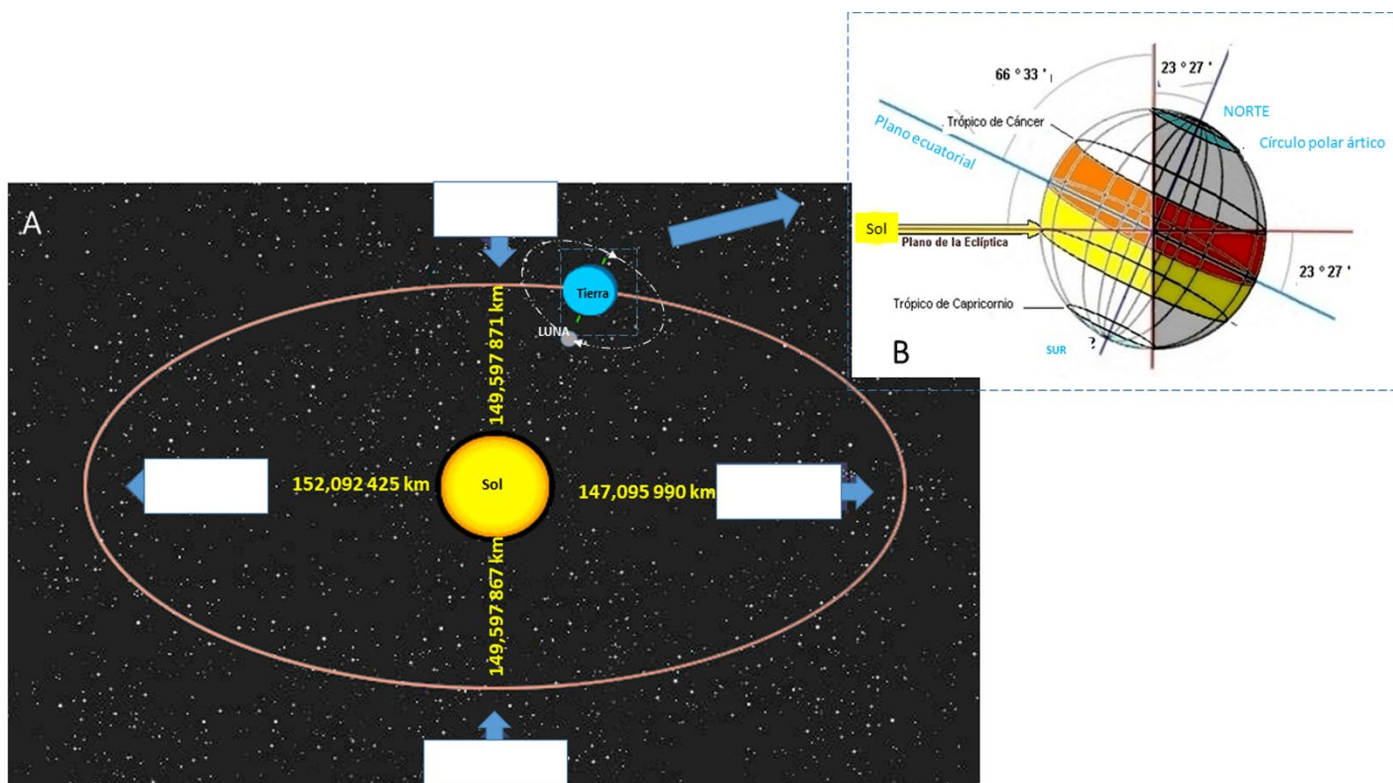 A
149,597 871 km
Tierra
LUNA
152,092 425 km
Sol
147,095 990 km
149,597 867 km
66 ° 33 '
23 ° 27 '
NORTE
Trópico de Cáncer
Círculo polar ártico
Plano ecuatorial
Sol
Plano de la Eclíptica
23 ° 27 '
Trópico de Capricornio
SUR
?
B